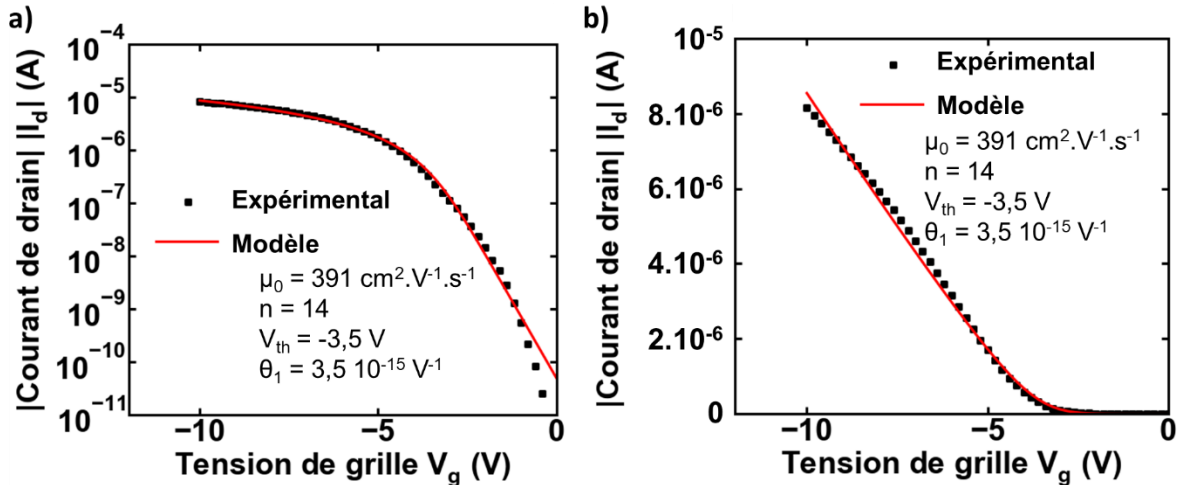 a)
|Courant de drain| |I_d| (A)
10⁻⁴
10⁻⁵
10⁻⁶
10⁻⁷
10⁻⁸
10⁻⁹
10⁻¹⁰
10⁻¹¹
Expérimental
Modèle
μ₀ = 391 cm².V⁻¹.s⁻¹
n = 14
V_th = -3,5 V
θ₁ = 3,5 10⁻¹⁵ V⁻¹
−10 −5 0
Tension de grille V_g (V)
b)
|Courant de drain| |I_d| (A)
10⁻⁵
8.10⁻⁶
6.10⁻⁶
4.10⁻⁶
2.10⁻⁶
0
Expérimental
Modèle
μ₀ = 391 cm².V⁻¹.s⁻¹
n = 14
V_th = -3,5 V
θ₁ = 3,5 10⁻¹⁵ V⁻¹
−10 −5 0
Tension de grille V_g (V)